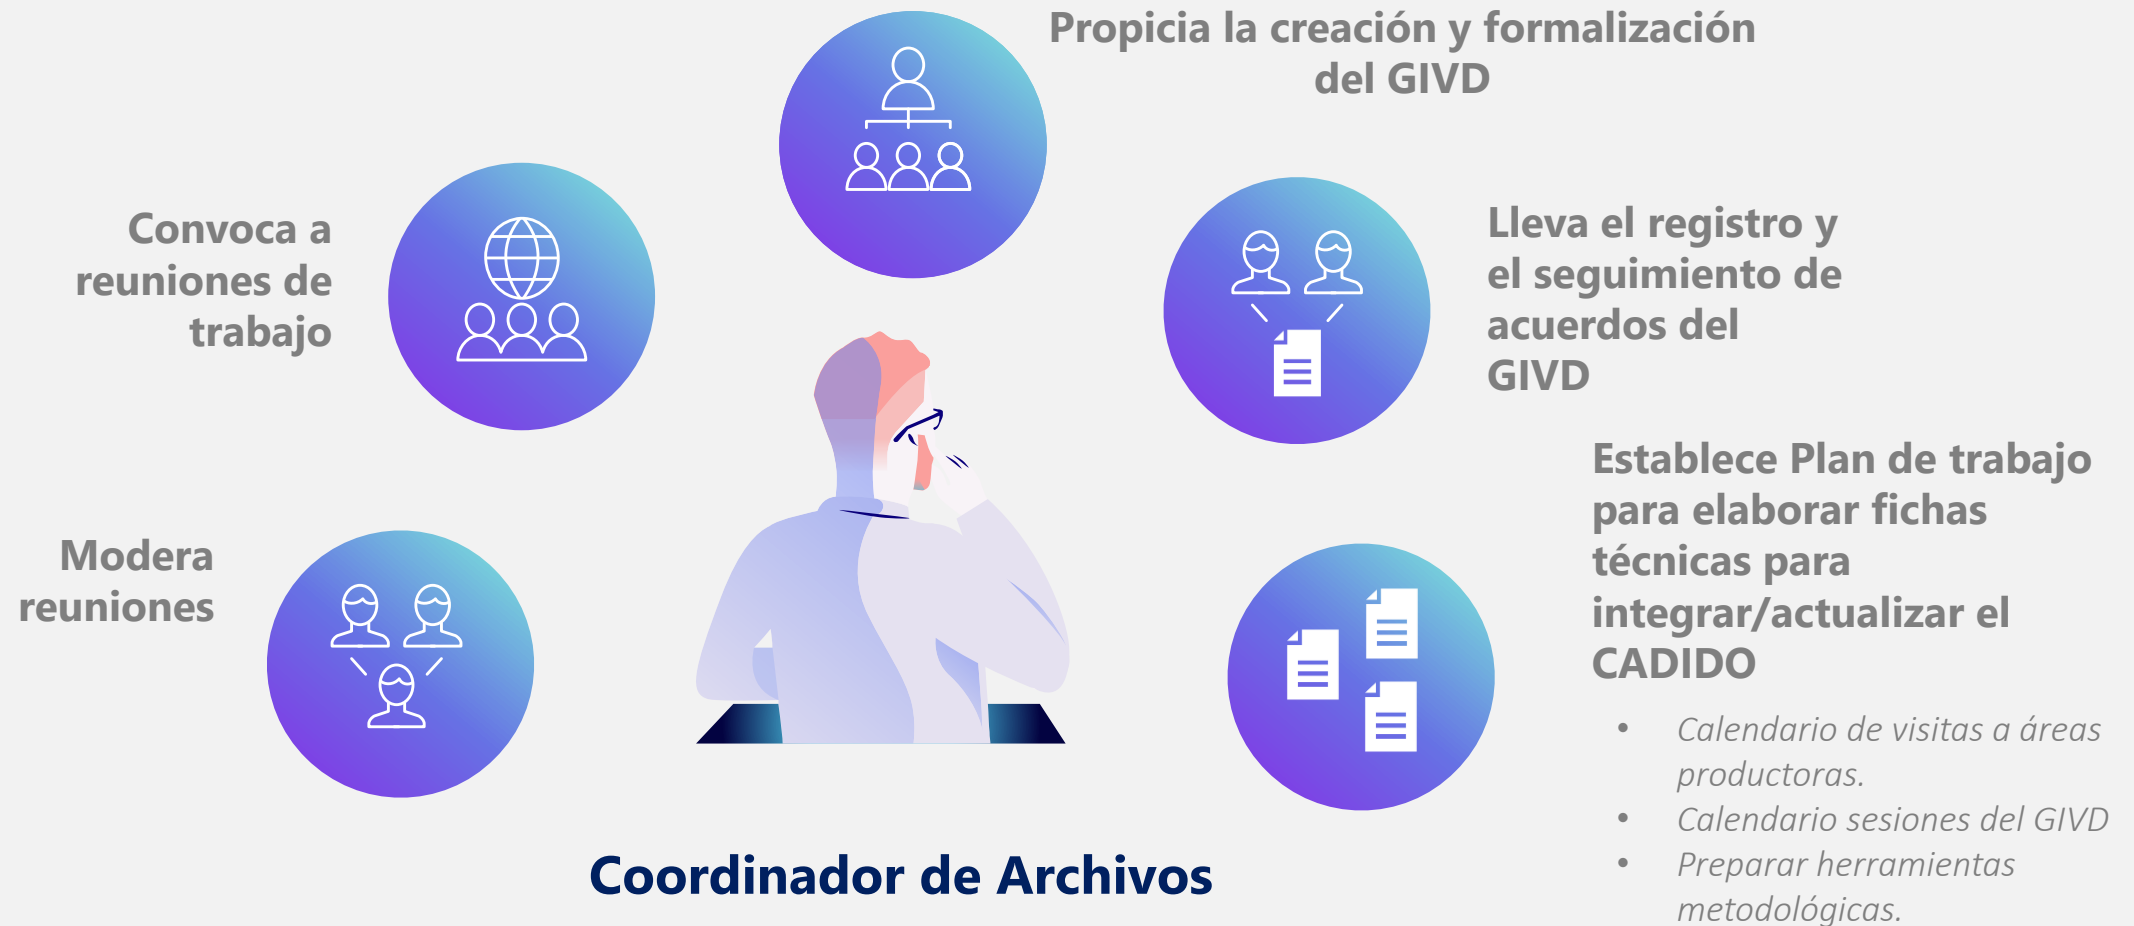 Propicia la creación y formalización
del GIVD
Convoca a
reuniones de
trabajo
Lleva el registro y
el seguimiento de
acuerdos del
GIVD
Modera
reuniones
Establece Plan de trabajo
para elaborar fichas
técnicas para
integrar/actualizar el
CADIDO
• Calendario de visitas a áreas
productoras.
• Calendario sesiones del GIVD
• Preparar herramientas
metodológicas.
Coordinador de Archivos